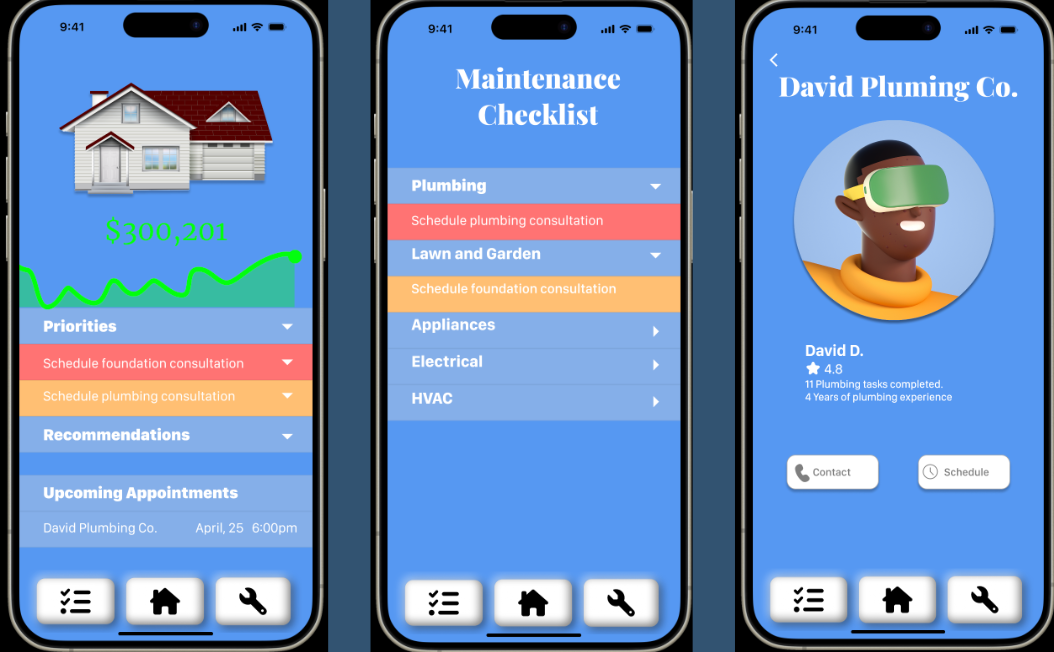 9:41
$300,201
Priorities
Schedule foundation consultation
Schedule plumbing consultation
Recommendations
Upcoming Appointments
David Plumbing Co. April, 25 6:00pm
9:41
Maintenance
Checklist
Plumbing
Schedule plumbing consultation
Lawn and Garden
Schedule foundation consultation
Appliances
Electrical
HVAC
9:41
David Pluming Co.
David D.
4.8
11 Plumbing tasks completed.
4 Years of plumbing experience
Contact
Schedule